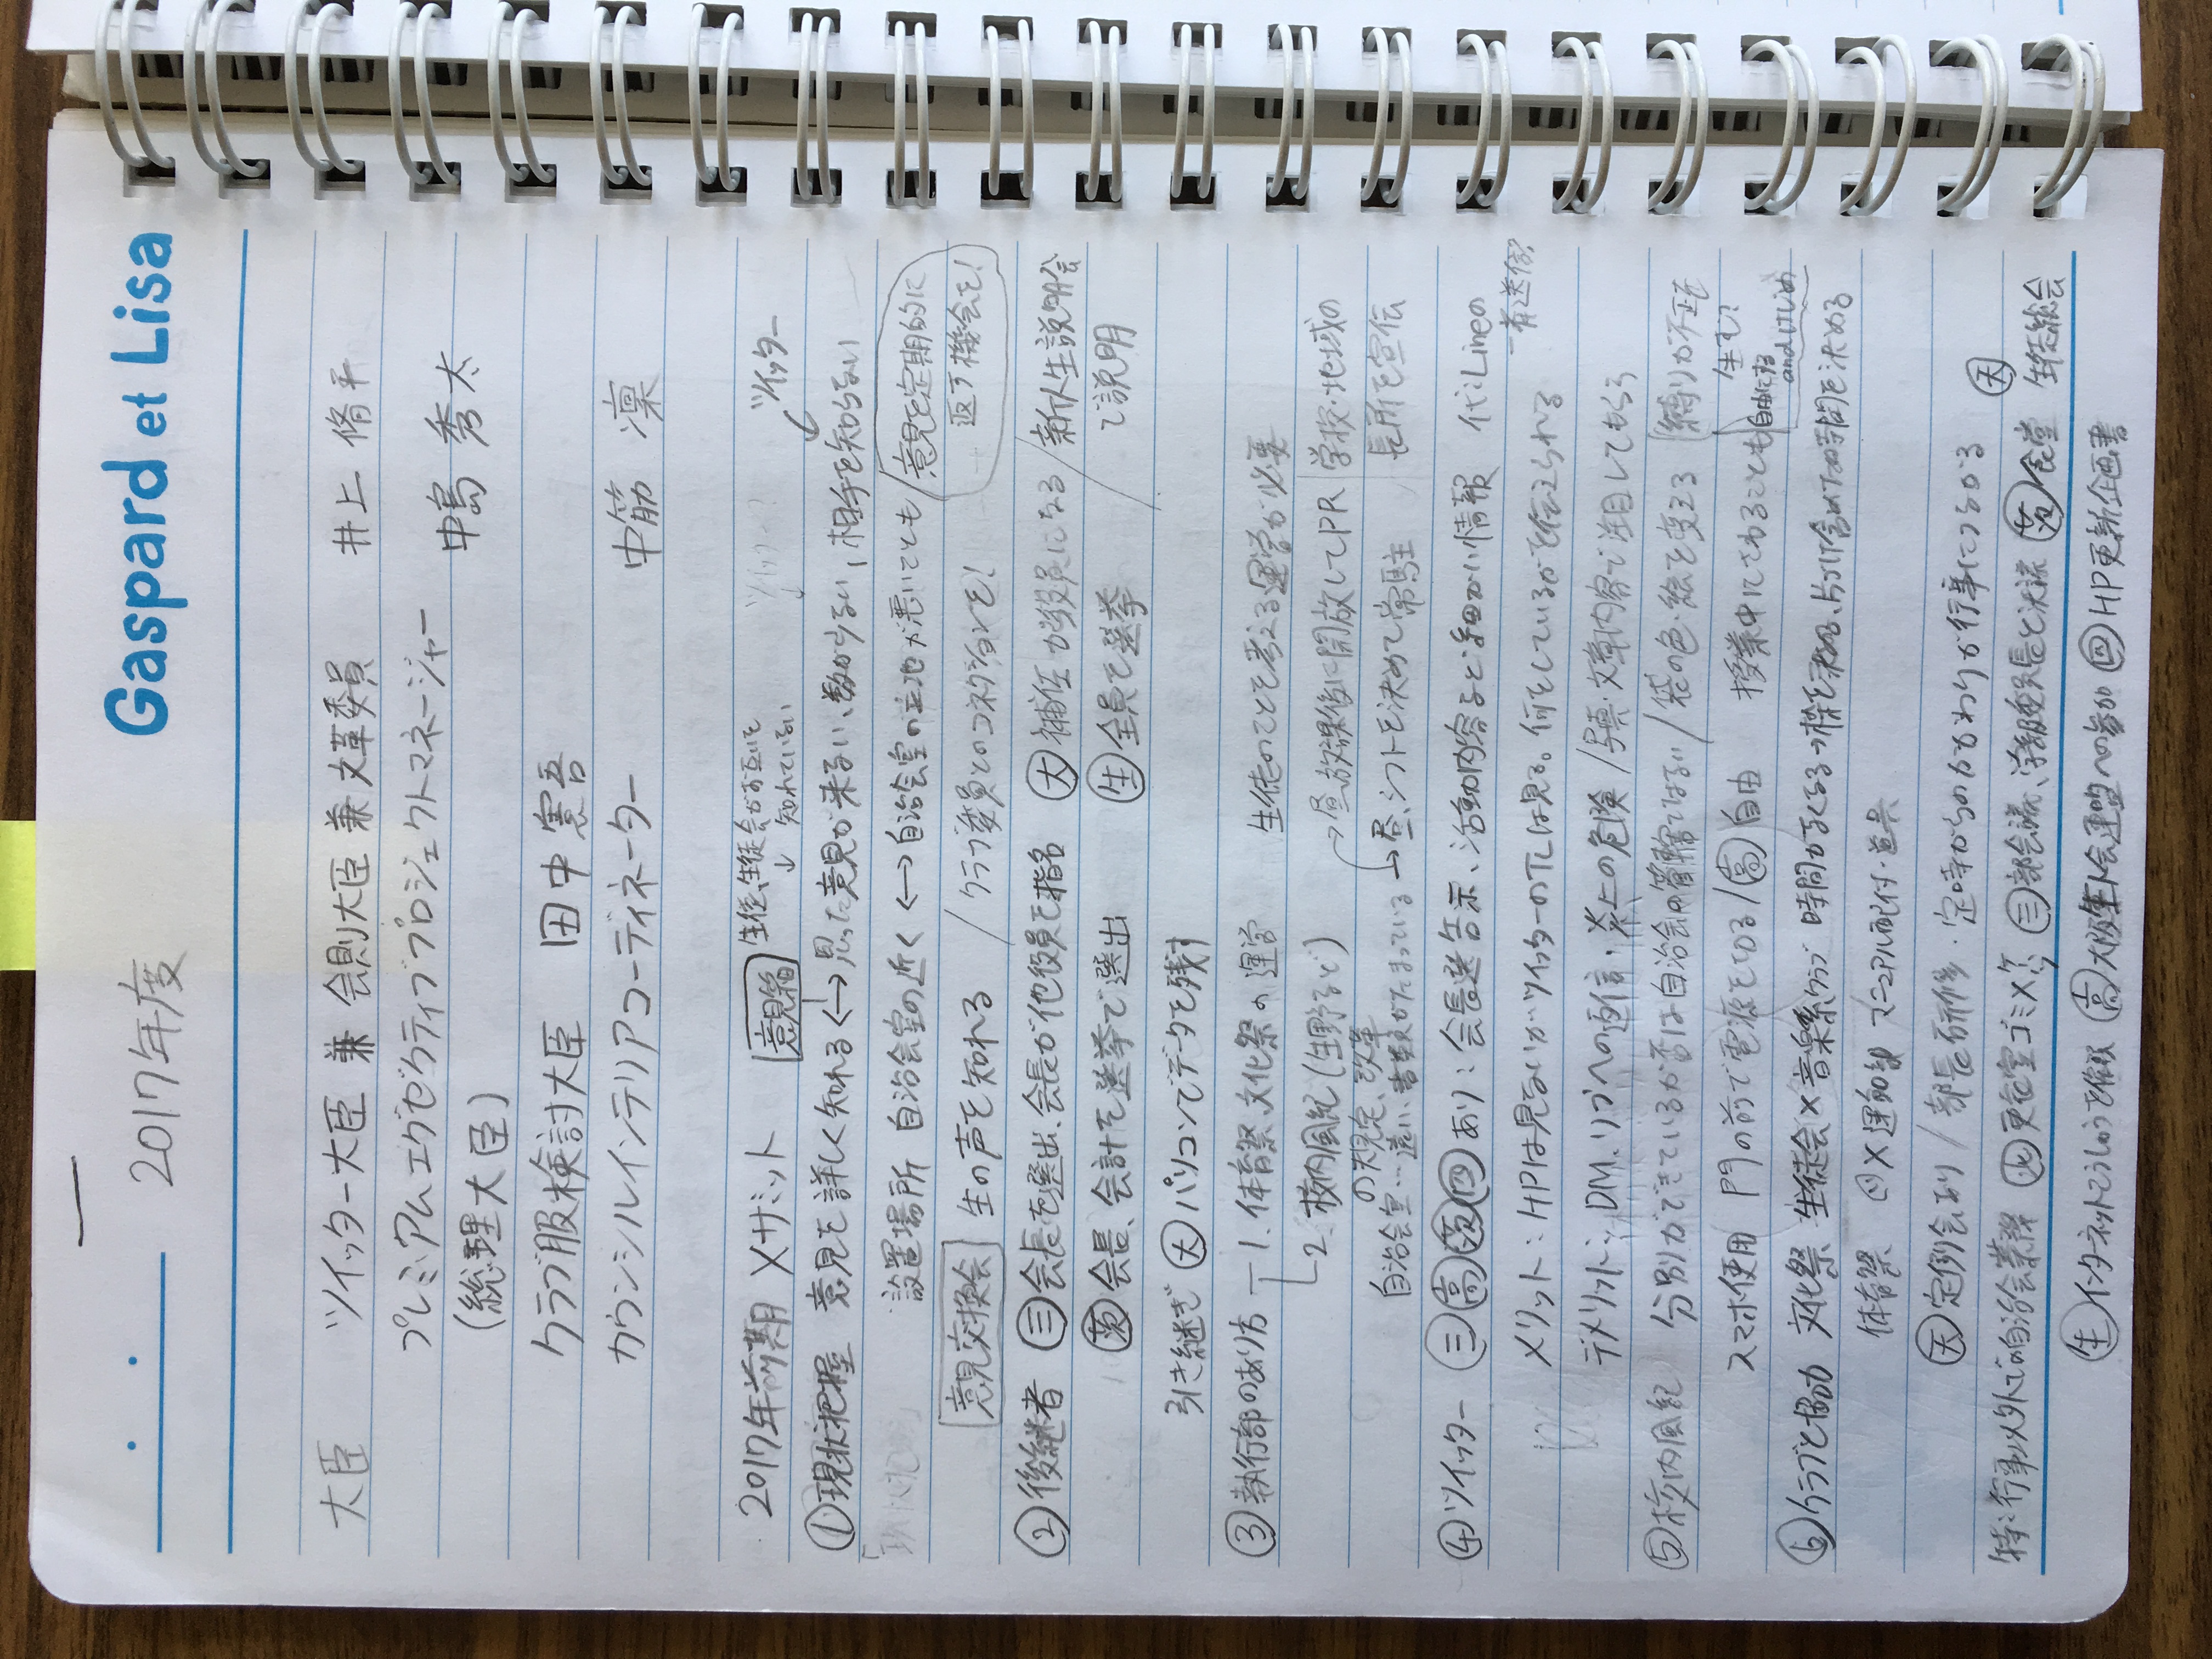 2017年度
Gaspard et Lisa
大臣 ツイッター大臣 兼 会則大臣 兼 文革委員 井上 脩平
プレミアムエグゼクティブプロジェクトマネージャー
(総理大臣) 中島 秀太
クラブ服検討大臣 田中憲吾
カウンシルインテリアコーディネーター 中筋 凜
2017年前期 Xサミット 意見箱 生徒、生徒会がお互いを
↓ 知れていない ツイッター? ↓ ツイッター
①現状把握 意見を詳しく知れる ↔ 思った意見が来ない、数が少ない、相手を知らない
設置場所 自治会室の近く ↔ 自治会室の立地が悪いとも 意見を定期的に
返す機会を!
意見交換会 生の声を知れる / クラブ委員とのコネクションを!
②後継者 ㊂会長を選出、会長が他役員を指名 ㊅補佐が役員になる / 新入生説明会
茨 会長、会計を選挙で選出 生 全員を選挙 で説明
引き継ぎ 大 パソコンでデータを残す
③執行部のあり方 1. 体育祭、文化祭の運営 生徒のことを考える運営が必要
2. 校内風紀(生野など) →昼、放課後に開放してPR 学校・地域の
の規定、改革
自治会室…遠い、書類がたまっている →昼、シフトを決めて常駐 長所を宣伝
④ツイッター 三 高 茨 四 あり:会長選告示、活動内容など細かい情報 代:Lineの
一斉送信?
メリット:HPは見ないがツイッターのTLは見る。何をしているかを伝えられる
デメリット:DM、リプへの返信・炎上の危険 / 写真・文章内容で注目してもらう
⑤校内風紀 分別ができているか否は自治会の管轄ではない / 袋の色・絵を変える 縛りが不正を
生む?
スマホ使用 門の前で電源を切る / 高 自由 授業中にさわることも 自由にする
andけじめ
⑥クラブと協力 文化祭 生徒会×音楽系クラブ 時間がなくなる→枠を決める、片づけ含めた時間を決める
体育祭 四×運動部 マニュアル配付・道具
天 定例会あり / 部長研修・定時からのかかわりが行事につながる
特:行事以外での自治会業務 北 更衣室ゴミ 三 部会議、学級委員長と決議 茨 食堂 天 生徒総会
生 インターネットこうしゅうを 高 大阪生徒会連盟への参加 四 HP更新企画書